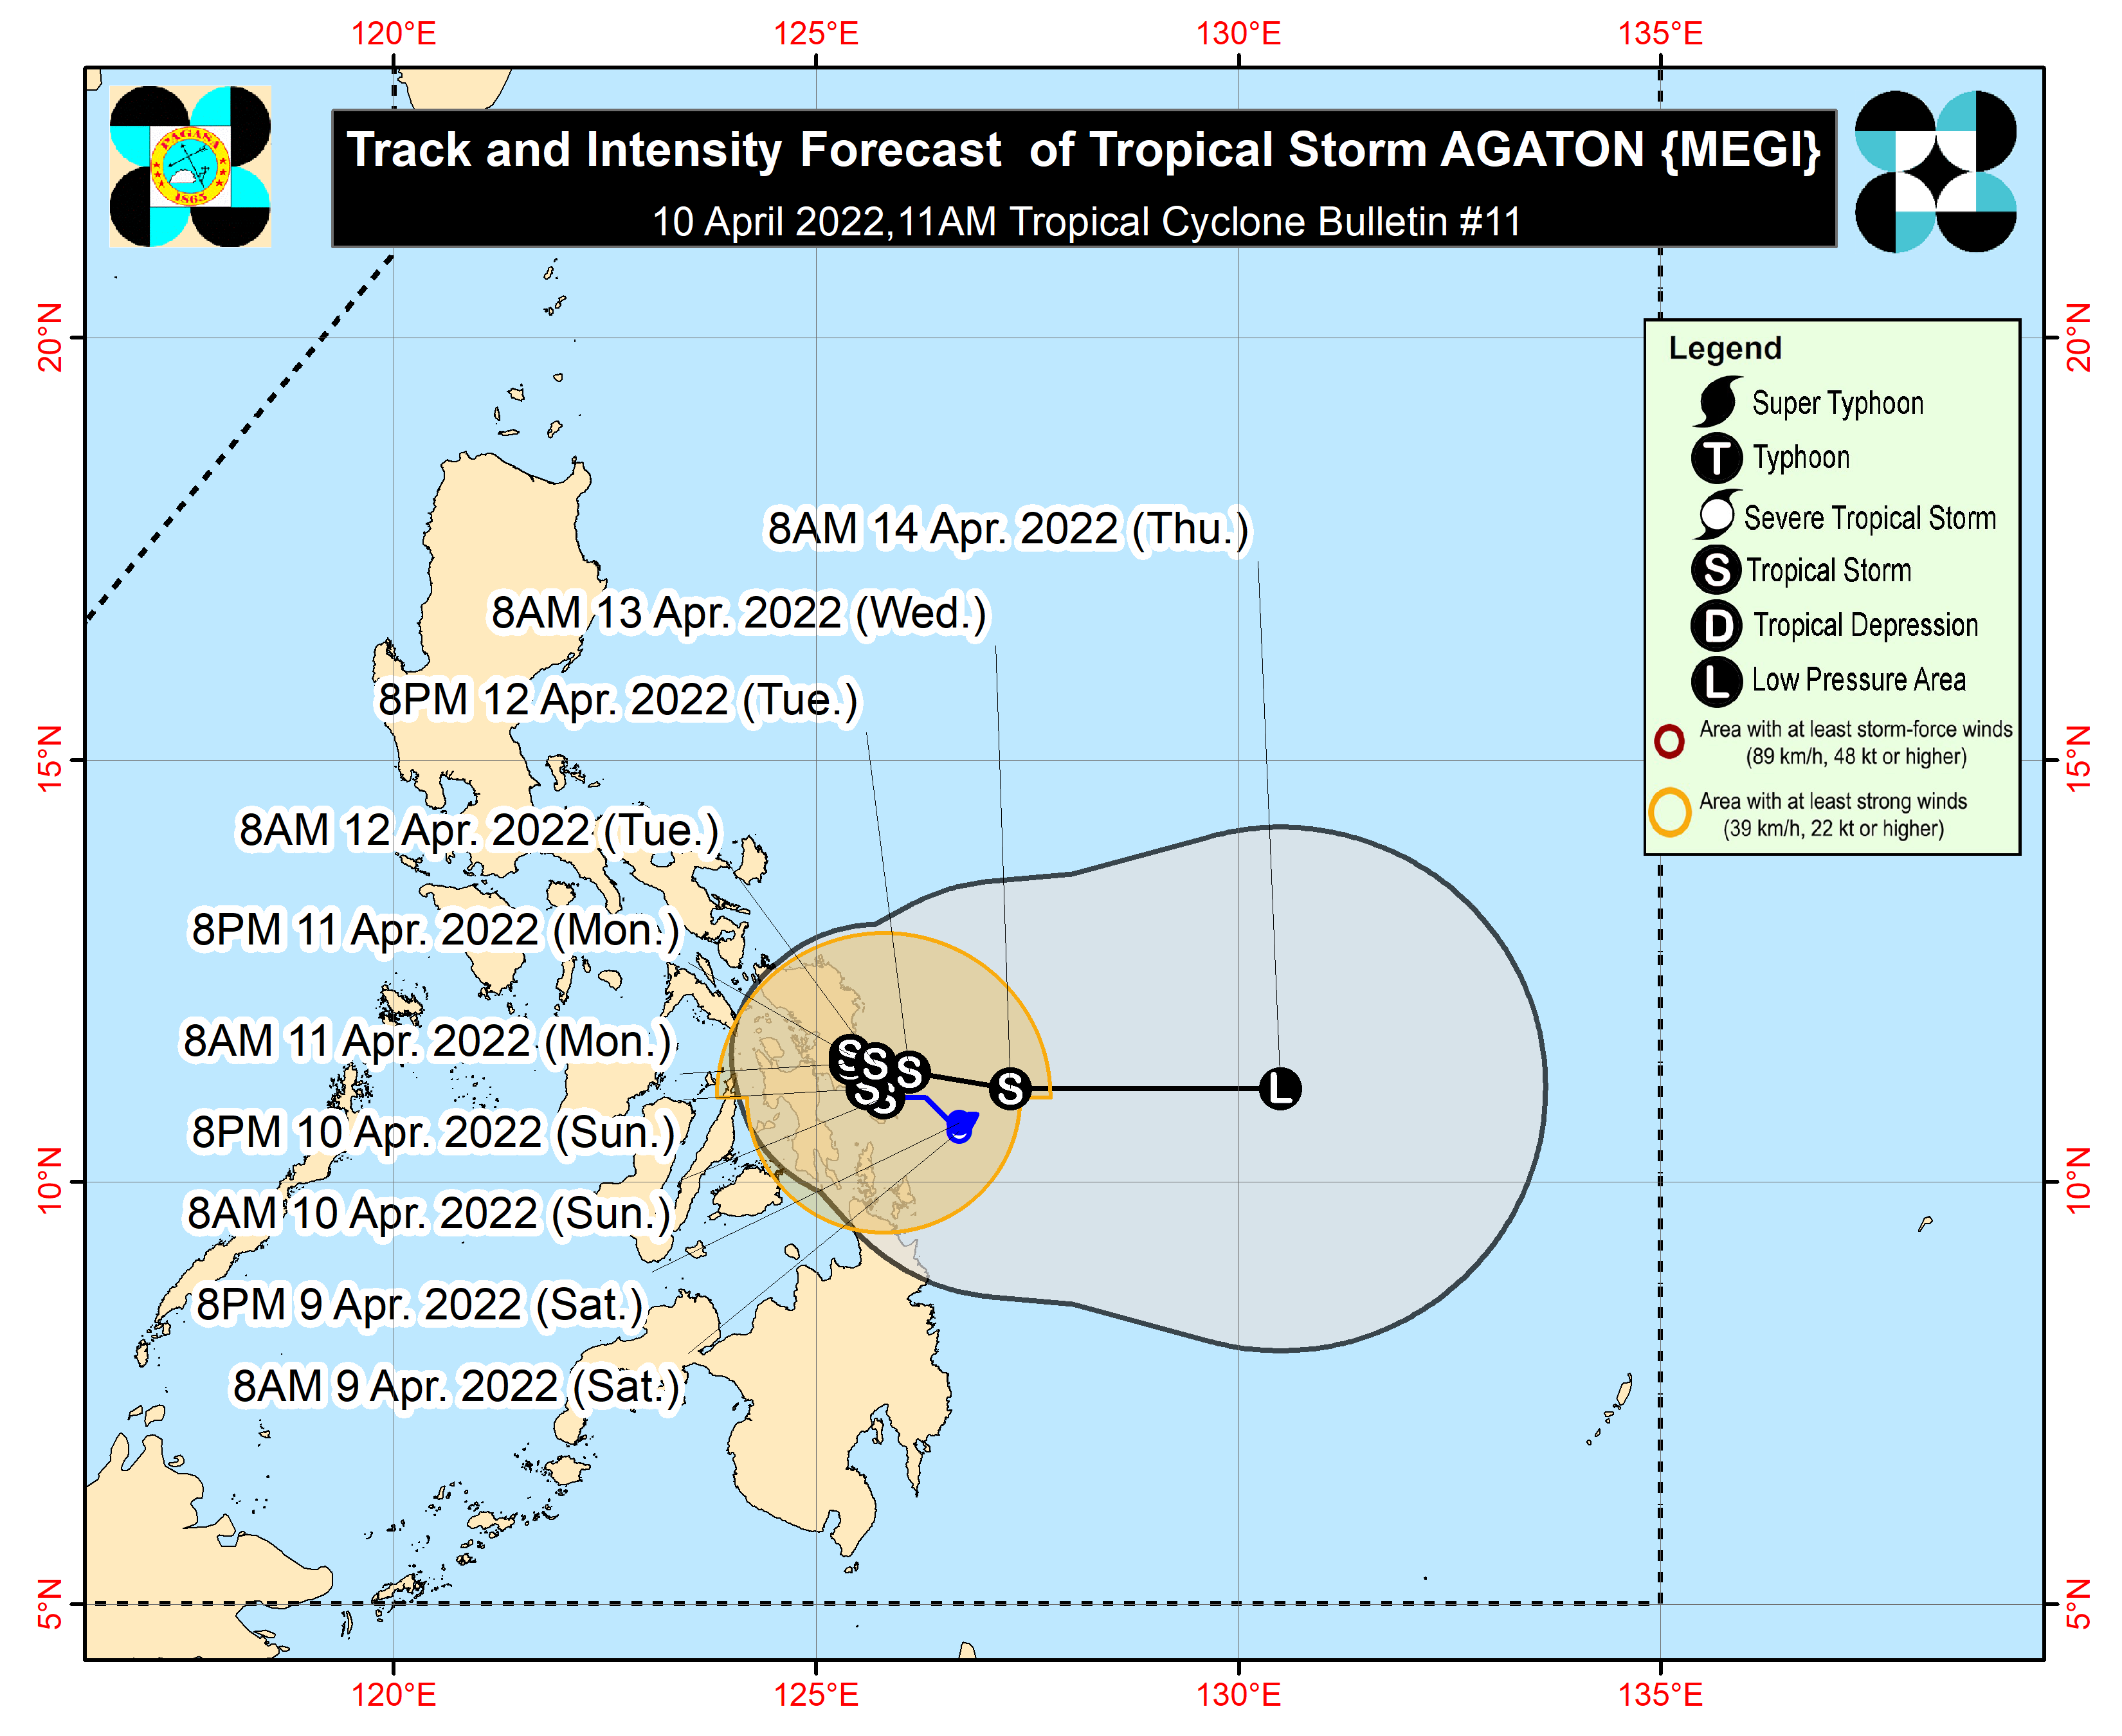 120°E 125°E 130°E 135°E
PAGASA
1865
Track and Intensity Forecast of Tropical Storm AGATON {MEGI}
10 April 2022,11AM Tropical Cyclone Bulletin #11
20°N
20°N
Legend
Super Typhoon
T Typhoon
Severe Tropical Storm
S Tropical Storm
D Tropical Depression
L Low Pressure Area
Area with at least storm-force winds
(89 km/h, 48 kt or higher)
Area with at least strong winds
(39 km/h, 22 kt or higher)
8AM 14 Apr. 2022 (Thu.)
8AM 13 Apr. 2022 (Wed.)
8PM 12 Apr. 2022 (Tue.)
15°N
15°N
8AM 12 Apr. 2022 (Tue.)
8PM 11 Apr. 2022 (Mon.)
8AM 11 Apr. 2022 (Mon.)
S
S
S
S
L
S
S
8PM 10 Apr. 2022 (Sun.)
10°N
10°N
8AM 10 Apr. 2022 (Sun.)
8PM 9 Apr. 2022 (Sat.)
8AM 9 Apr. 2022 (Sat.)
5°N
5°N
120°E 125°E 130°E 135°E